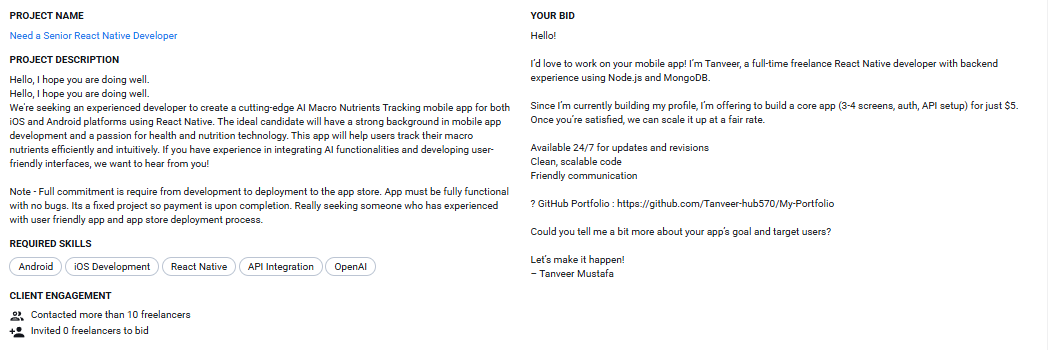 PROJECT NAME
Need a Senior React Native Developer
PROJECT DESCRIPTION
Hello, I hope you are doing well.
Hello, I hope you are doing well.
We're seeking an experienced developer to create a cutting-edge AI Macro Nutrients Tracking mobile app for both
iOS and Android platforms using React Native. The ideal candidate will have a strong background in mobile app
development and a passion for health and nutrition technology. This app will help users track their macro
nutrients efficiently and intuitively. If you have experience in integrating AI functionalities and developing user-
friendly interfaces, we want to hear from you!
Note - Full commitment is require from development to deployment to the app store. App must be fully functional
with no bugs. Its a fixed project so payment is upon completion. Really seeking someone who has experienced
with user friendly app and app store deployment process.
REQUIRED SKILLS
Android
iOS Development
React Native
API Integration
OpenAI
CLIENT ENGAGEMENT
Contacted more than 10 freelancers
Invited 0 freelancers to bid
YOUR BID
Hello!
I'd love to work on your mobile app! I'm Tanveer, a full-time freelance React Native developer with backend
experience using Node.js and MongoDB.
Since I'm currently building my profile, I'm offering to build a core app (3-4 screens, auth, API setup) for just $5.
Once you're satisfied, we can scale it up at a fair rate.
Available 24/7 for updates and revisions
Clean, scalable code
Friendly communication
? GitHub Portfolio : https://github.com/Tanveer-hub570/My-Portfolio
Could you tell me a bit more about your app's goal and target users?
Let's make it happen!
– Tanveer Mustafa